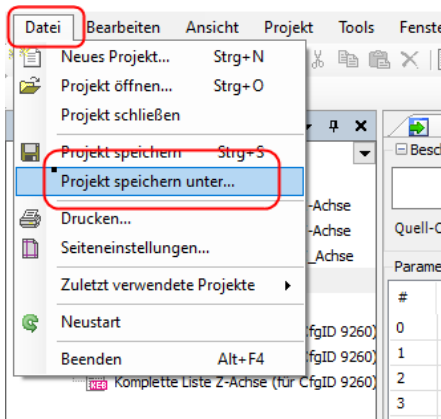 Datei Bearbeiten Ansicht Projekt Tools
Neues Projekt... Strg+N
Projekt öffnen... Strg+O
Projekt schließen
Projekt speichern Strg+S
Projekt speichern unter...
Drucken...
Seiteneinstellungen...
Zuletzt verwendete Projekte
Neustart
Beenden Alt+F4
-Achse
-Achse
_Achse
CfgID 9260)
CfgID 9260)
Komplette Liste Z-Achse (für CfgID 9260)
#
0
1
2
3